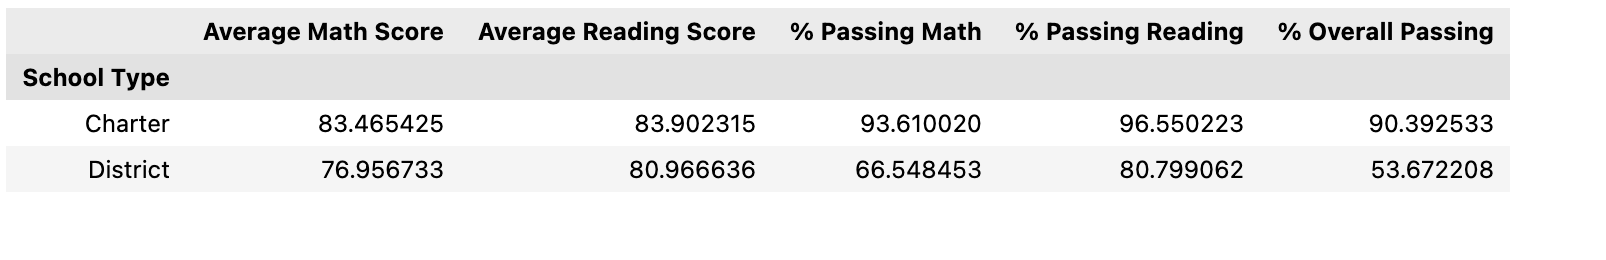 Average Math Score Average Reading Score % Passing Math % Passing Reading % Overall Passing
School Type
Charter 83.465425 83.902315 93.610020 96.550223 90.392533
District 76.956733 80.966636 66.548453 80.799062 53.672208